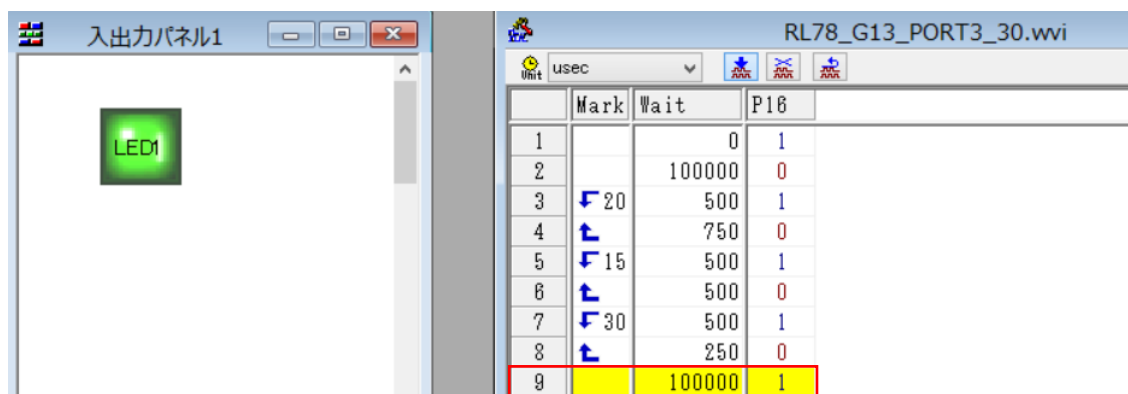 入出力パネル1
LED1
RL78_G13_PORT3_30.wvi
Unit usec
Mark Wait P16
1 0 1
2 100000 0
3 20 500 1
4 750 0
5 15 500 1
6 500 0
7 30 500 1
8 250 0
9 100000 1